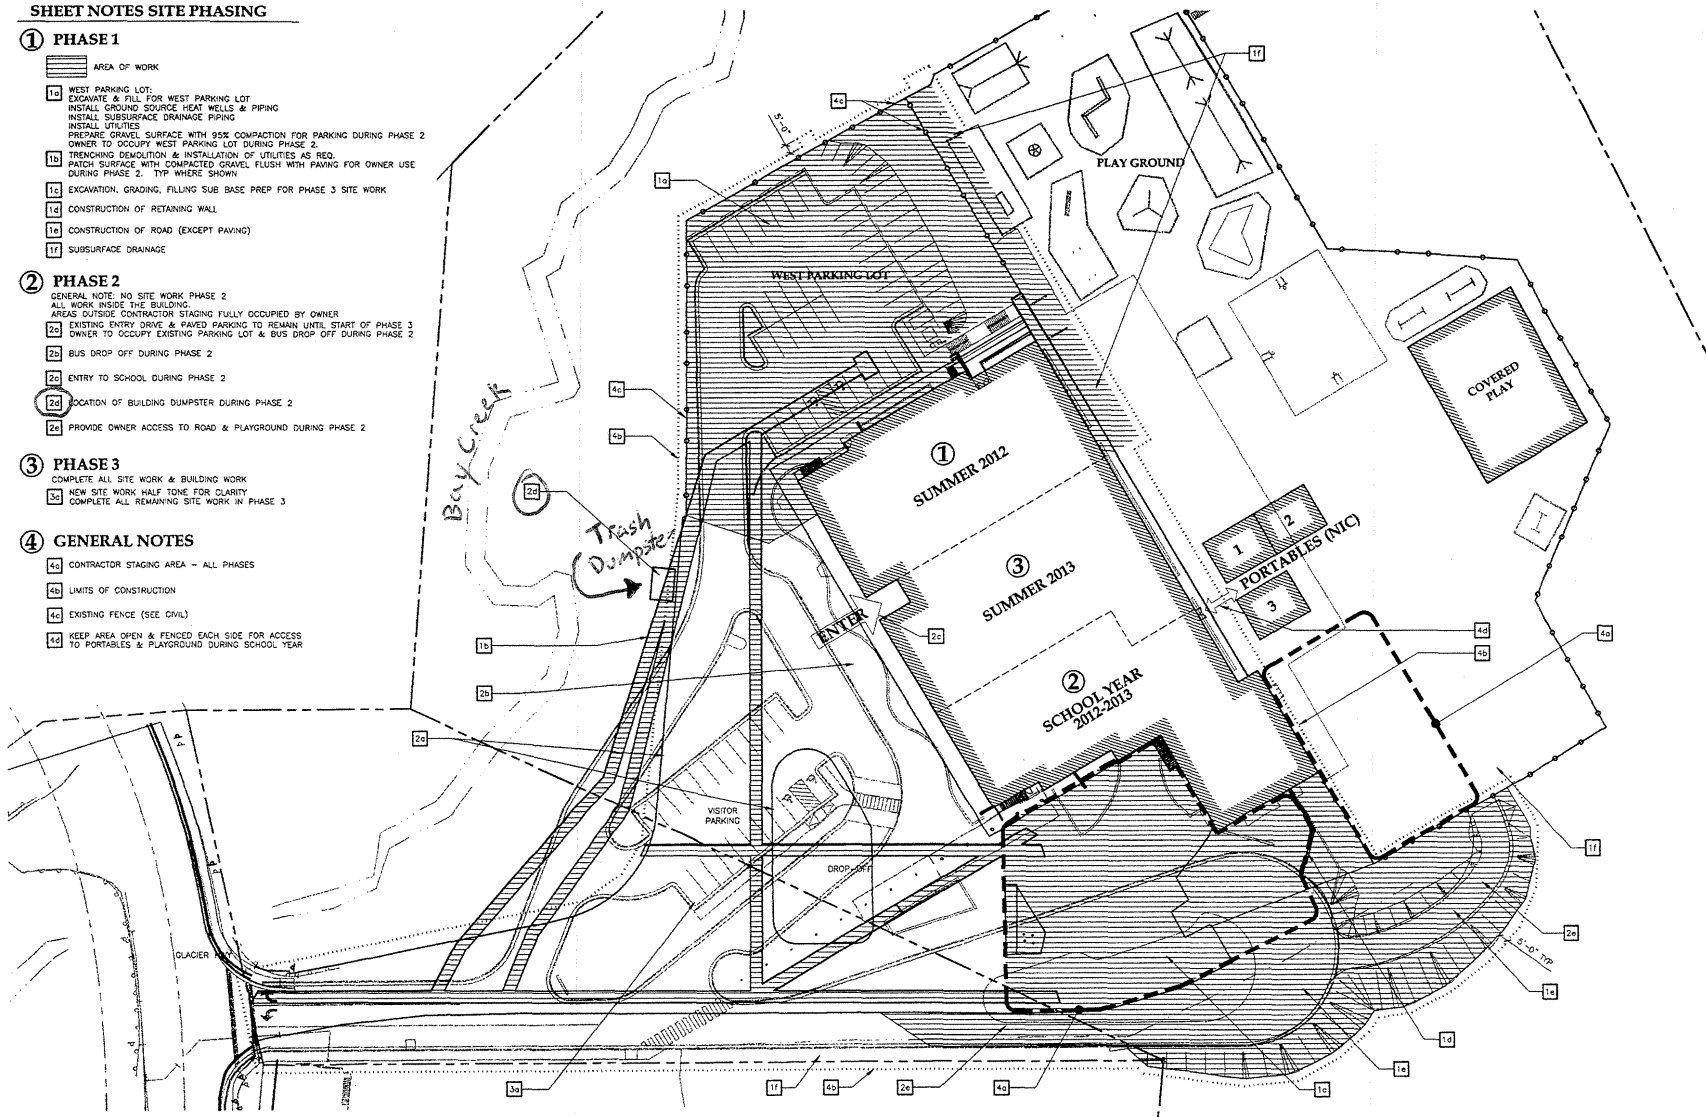 SHEET NOTES SITE PHASING
① PHASE 1
AREA OF WORK
1a WEST PARKING LOT:
EXCAVATE & FILL FOR WEST PARKING LOT
INSTALL GROUND SOURCE HEAT WELLS & PIPING
INSTALL SUBSURFACE DRAINAGE PIPING
INSTALL UTILITIES
PREPARE GRAVEL SURFACE WITH 95% COMPACTION FOR PARKING DURING PHASE 2
OWNER TO OCCUPY WEST PARKING LOT DURING PHASE 2.
1b TRENCHING DEMOLITION & INSTALLATION OF UTILITIES AS REQ.
PATCH SURFACE WITH COMPACTED GRAVEL FLUSH WITH PAVING FOR OWNER USE
DURING PHASE 2. TYP WHERE SHOWN
1c EXCAVATION, GRADING, FILLING SUB BASE PREP FOR PHASE 3 SITE WORK
1d CONSTRUCTION OF RETAINING WALL
1e CONSTRUCTION OF ROAD (EXCEPT PAVING)
1f SUBSURFACE DRAINAGE
② PHASE 2
GENERAL NOTE: NO SITE WORK PHASE 2
ALL WORK INSIDE THE BUILDING.
AREAS OUTSIDE CONTRACTOR STAGING FULLY OCCUPIED BY OWNER
2a EXISTING ENTRY DRIVE & PAVED PARKING TO REMAIN UNTIL START OF PHASE 3
OWNER TO OCCUPY EXISTING PARKING LOT & BUS DROP OFF DURING PHASE 2
2b BUS DROP OFF DURING PHASE 2
2c ENTRY TO SCHOOL DURING PHASE 2
2d LOCATION OF BUILDING DUMPSTER DURING PHASE 2
2e PROVIDE OWNER ACCESS TO ROAD & PLAYGROUND DURING PHASE 2
③ PHASE 3
COMPLETE ALL SITE WORK & BUILDING WORK
3a NEW SITE WORK HALF TONE FOR CLARITY
COMPLETE ALL REMAINING SITE WORK IN PHASE 3
④ GENERAL NOTES
4a CONTRACTOR STAGING AREA - ALL PHASES
4b LIMITS OF CONSTRUCTION
4c EXISTING FENCE (SEE CIVIL)
4d KEEP AREA OPEN & FENCED EACH SIDE FOR ACCESS
TO PORTABLES & PLAYGROUND DURING SCHOOL YEAR
1f
4c
5'-0"
PLAY GROUND
1a
WEST PARKING LOT
COVERED
PLAY
4c
4b
Bay Creek
①
SUMMER 2012
2d
Trash
Dumpster
1
2
PORTABLES (NIC)
3
③
SUMMER 2013
ENTER
2c
4d
4a
1b
4b
2b
②
SCHOOL YEAR
2012-2013
2a
VISITOR
PARKING
1f
DROP-OFF
2e
5'-0" TYP
GLACIER HWY
1e
1d
1e
3a
1f
4b
2e
4a
1c